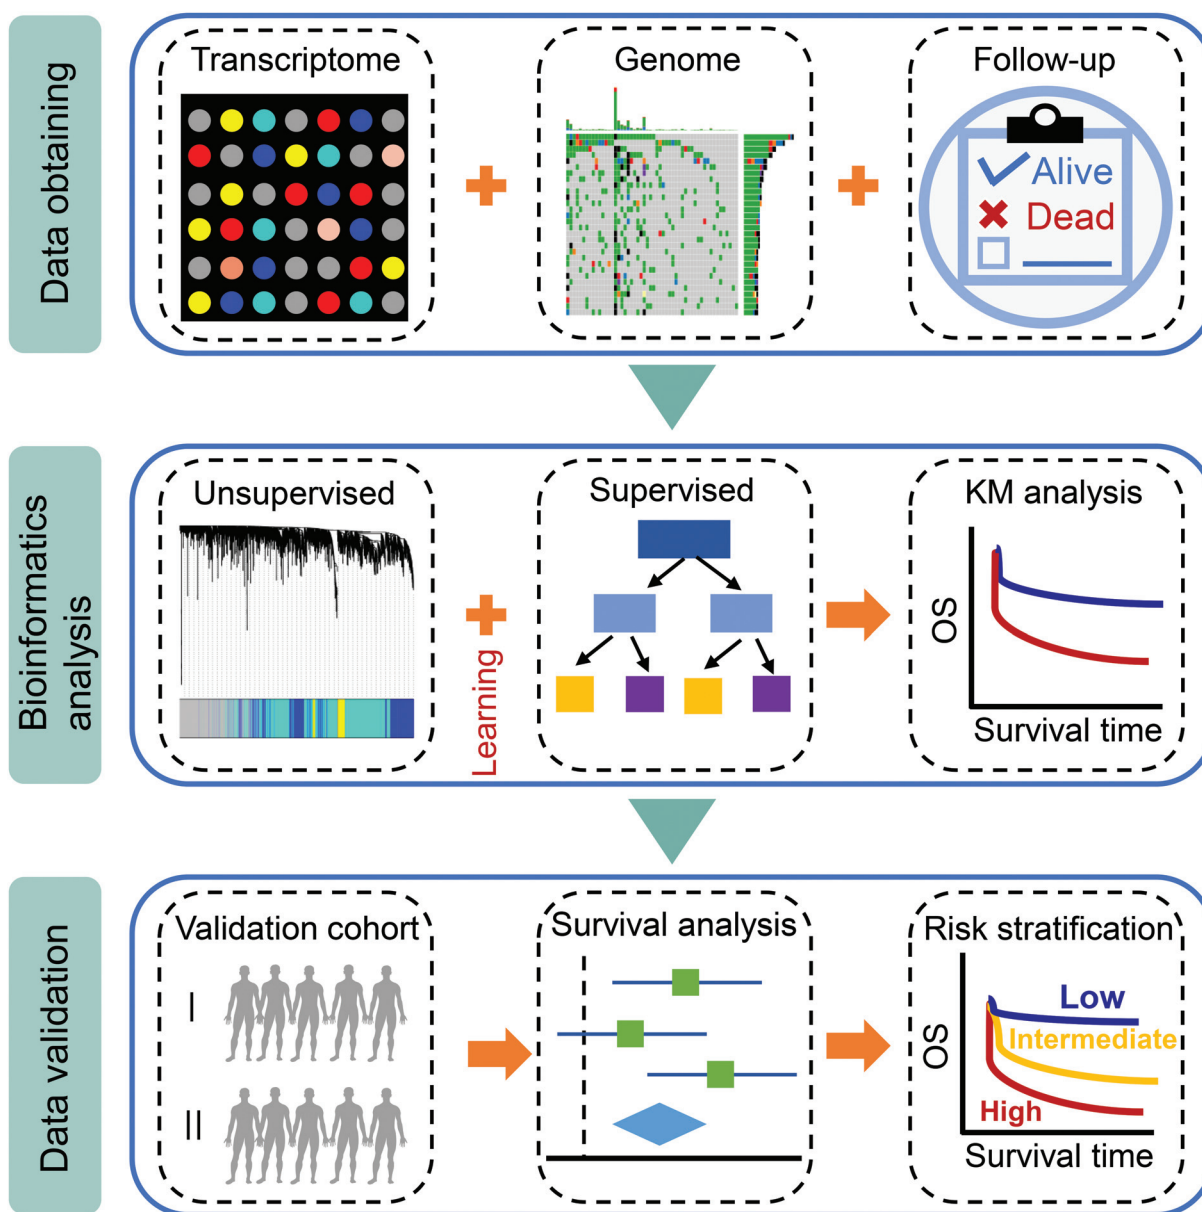 Data obtaining
Transcriptome
Genome
Follow-up
Alive
Dead
Bioinformatics
analysis
Unsupervised
Learning
Supervised
KM analysis
OS
Survival time
Data validation
Validation cohort
I
II
Survival analysis
Risk stratification
OS
Low
Intermediate
High
Survival time